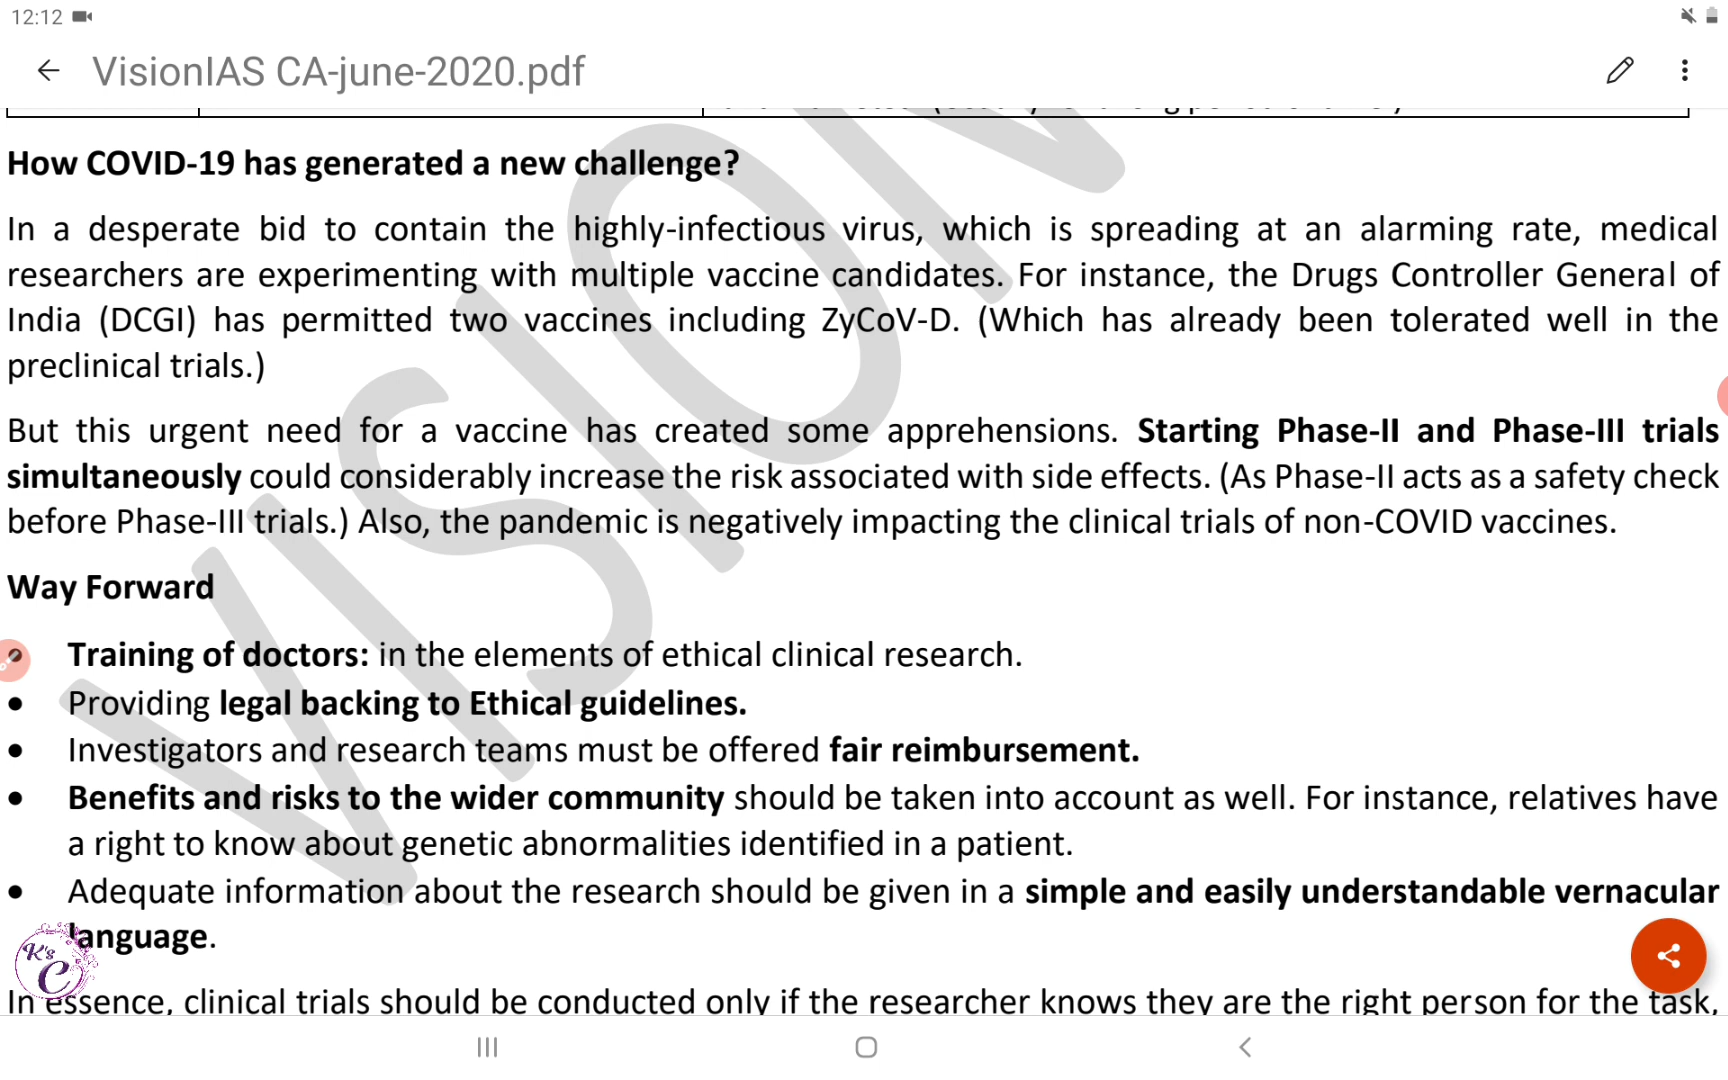 12:12
VisionIAS CA-june-2020.pdf
How COVID-19 has generated a new challenge?
In a desperate bid to contain the highly-infectious virus, which is spreading at an alarming rate, medical
researchers are experimenting with multiple vaccine candidates. For instance, the Drugs Controller General of
India (DCGI) has permitted two vaccines including ZyCoV-D. (Which has already been tolerated well in the
preclinical trials.)
But this urgent need for a vaccine has created some apprehensions. Starting Phase-II and Phase-III trials
simultaneously could considerably increase the risk associated with side effects. (As Phase-II acts as a safety check
before Phase-III trials.) Also, the pandemic is negatively impacting the clinical trials of non-COVID vaccines.
Way Forward
Training of doctors: in the elements of ethical clinical research.
• Providing legal backing to Ethical guidelines.
• Investigators and research teams must be offered fair reimbursement.
• Benefits and risks to the wider community should be taken into account as well. For instance, relatives have
a right to know about genetic abnormalities identified in a patient.
• Adequate information about the research should be given in a simple and easily understandable vernacular
language.
K's C
In essence, clinical trials should be conducted only if the researcher knows they are the right person for the task,
VISION